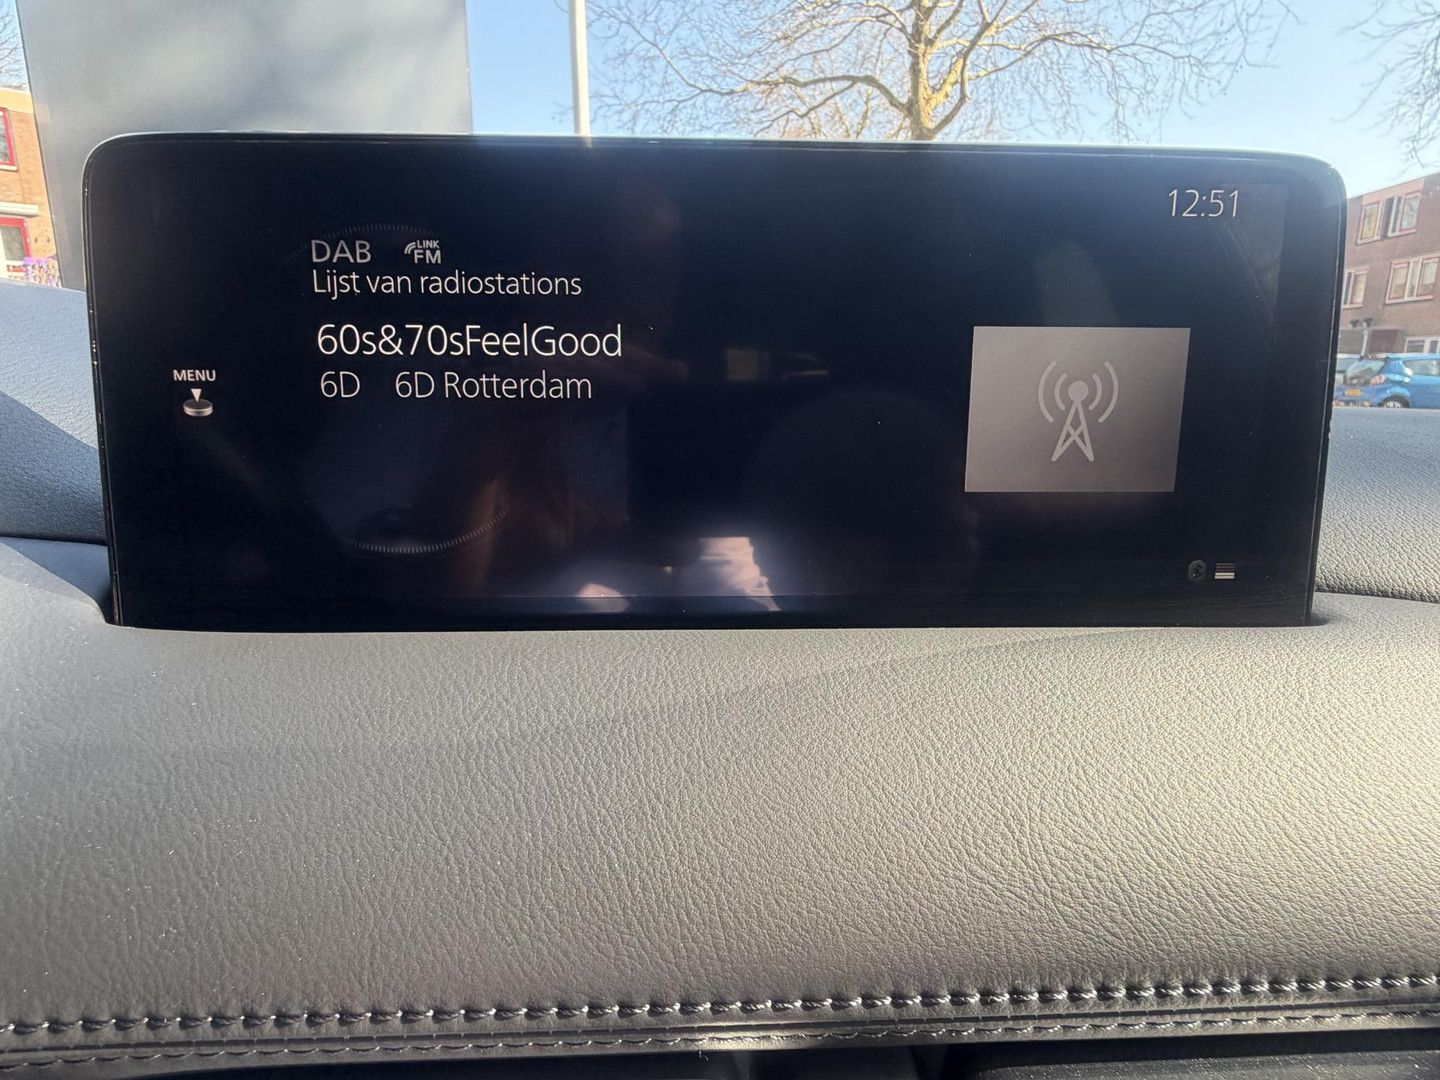 12:51
DAB LINK FM
Lijst van radiostations
60s&70sFeelGood
6D 6D Rotterdam
MENU